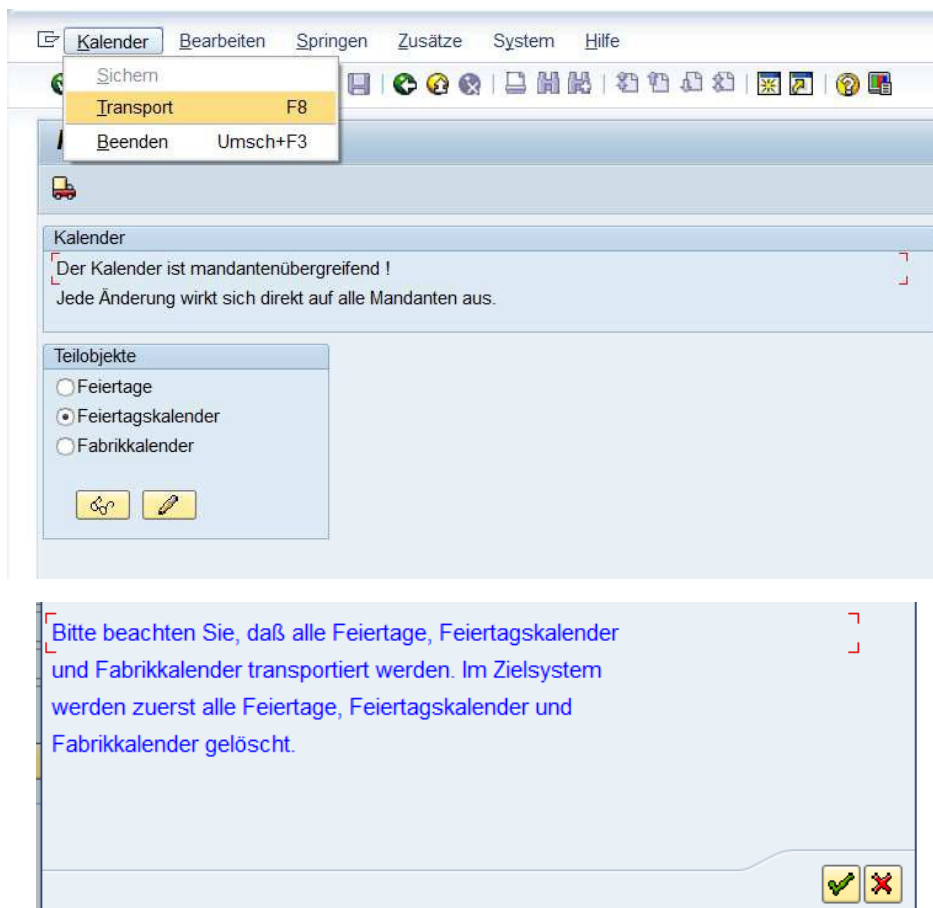 Kalender Bearbeiten Springen Zusätze System Hilfe
Sichern
Transport F8
Beenden Umsch+F3
Kalender
Der Kalender ist mandantenübergreifend !
Jede Änderung wirkt sich direkt auf alle Mandanten aus.
Teilobjekte
Feiertage
Feiertagskalender
Fabrikkalender
Bitte beachten Sie, daß alle Feiertage, Feiertagskalender
und Fabrikkalender transportiert werden. Im Zielsystem
werden zuerst alle Feiertage, Feiertagskalender und
Fabrikkalender gelöscht.